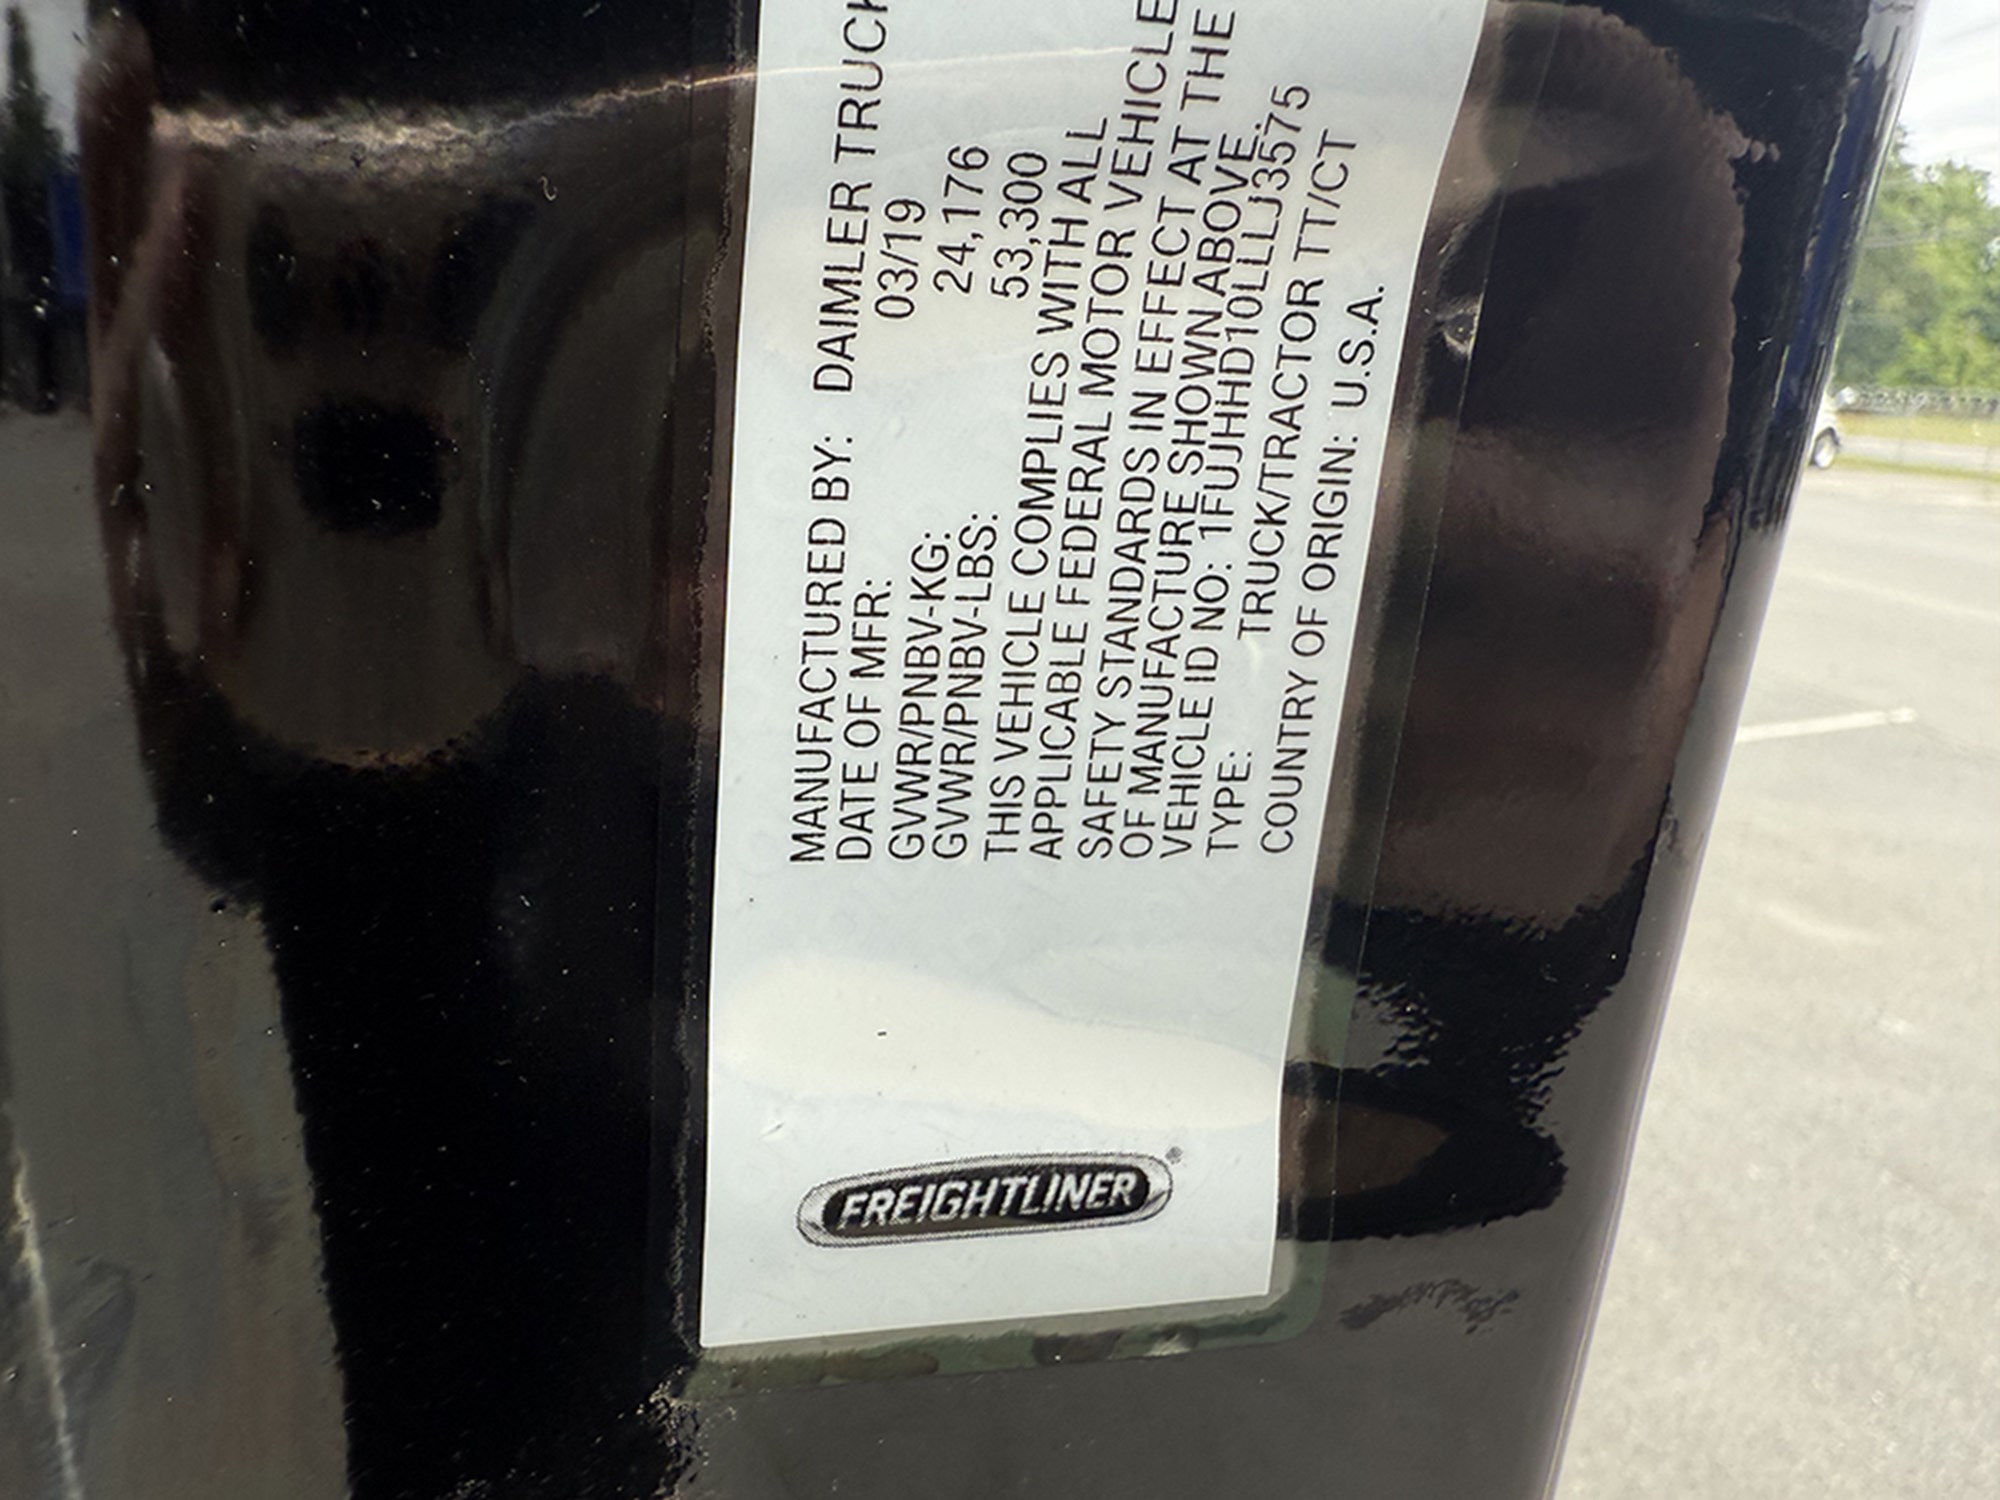 MANUFACTURED BY: DAIMLER TRUCK
DATE OF MFR: 03/19
GVWR/PNBV-KG: 24,176
GVWR/PNBV-LBS: 53,300
THIS VEHICLE COMPLIES WITH ALL
APPLICABLE FEDERAL MOTOR VEHICLE
SAFETY STANDARDS IN EFFECT AT THE
OF MANUFACTURE SHOWN ABOVE.
VEHICLE ID NO: 1FUJHHD10LLLJ3575
TYPE: TRUCK/TRACTOR TT/CT
COUNTRY OF ORIGIN: U.S.A.
FREIGHTLINER®